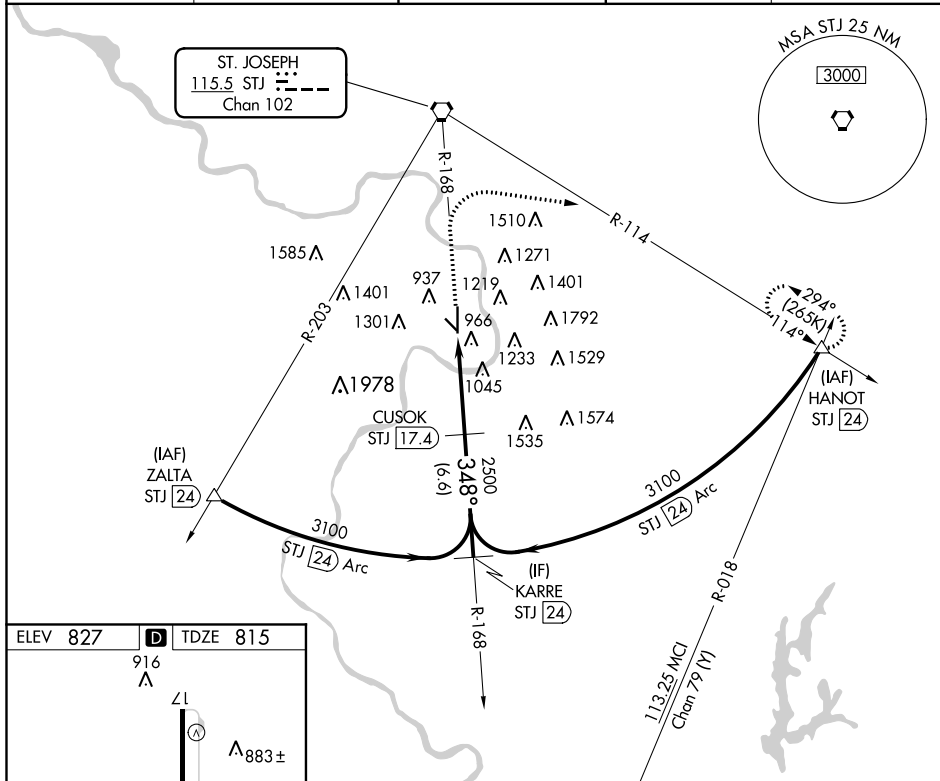 MSA STJ 25 NM
3000
ST. JOSEPH
115.5 STJ
Chan 102
R-168
R-114
R-203
1510
1585
1271
937
1219
1401
1401
1301
966
1792
1233
1529
1045
1978
294°
(265K)
114°
(IAF)
HANOT
STJ 24
CUSOK
STJ 17.4
1535
1574
(IAF)
ZALTA
STJ 24
2500
348°
(6.6)
3100
STJ 24 Arc
3100
STJ 24 Arc
(IF)
KARRE
STJ 24
R-168
R-018
113.25 MCI
Chan 79 (Y)
ELEV 827
D
TDZE 815
916
17
883±